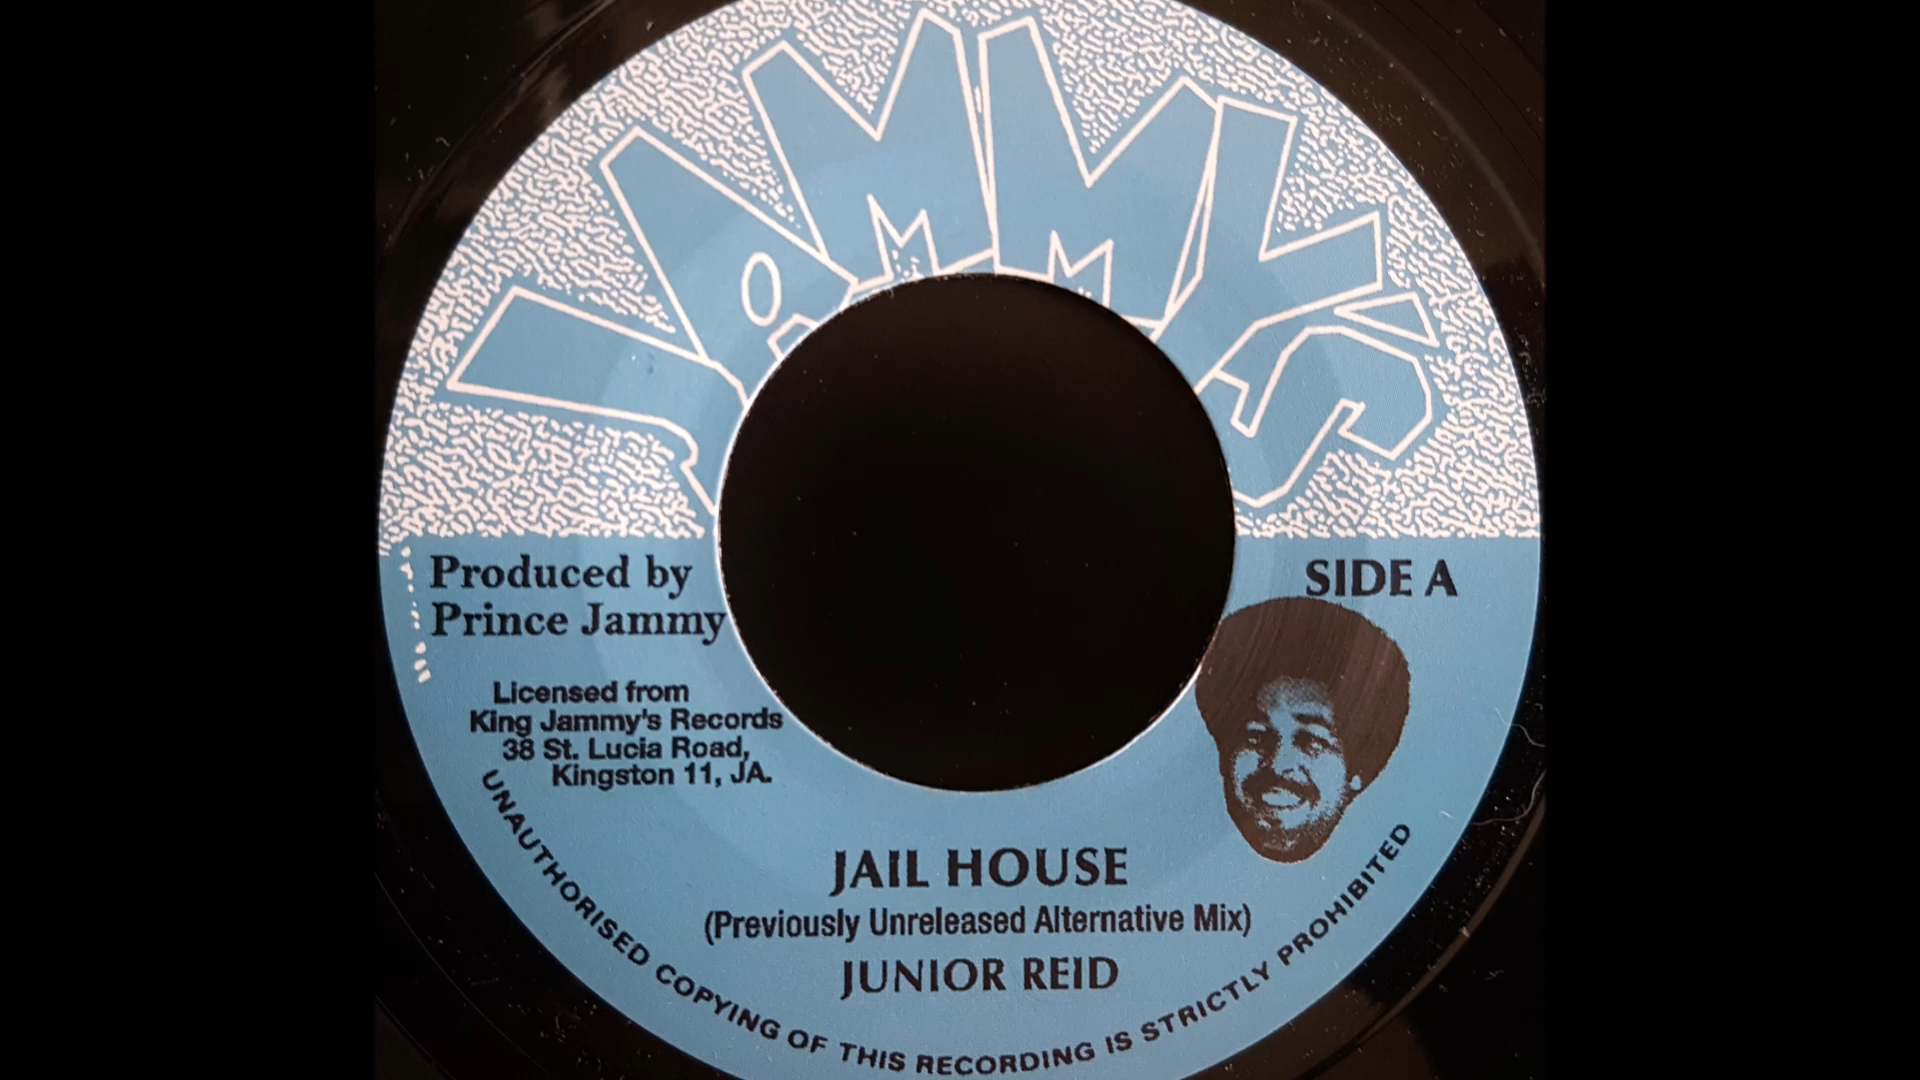 JAMMY'S
Produced by
Prince Jammy
SIDE A
Licensed from
King Jammy's Records
38 St. Lucia Road,
Kingston 11, JA.
JAIL HOUSE
(Previously Unreleased Alternative Mix)
JUNIOR REID
UNAUTHORISED COPYING OF THIS RECORDING IS STRICTLY PROHIBITED